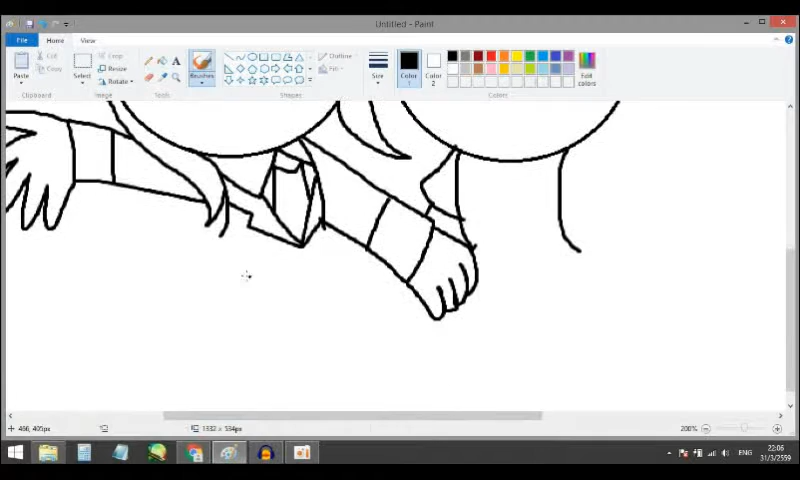 Untitled - Paint
File Home View
Cut
Copy
Paste
Clipboard
Select
Crop
Resize
Rotate
Image
A
Tools
Brushes
Outline
Fill
Shapes
Size
Color
1
Color
2
Edit
colors
Colors
466, 405px
1332 x 554px
200%
ENG
22:06
31/3/2559